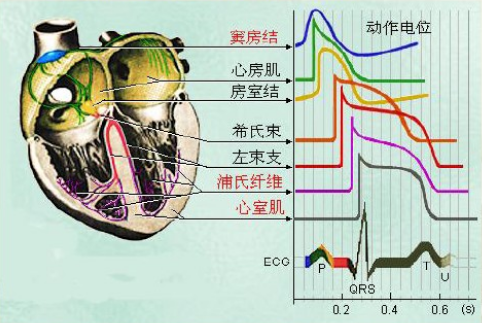 动作电位
窦房结
心房肌
房室结
希氏束
左束支
浦氏纤维
心室肌
ECG
P
QRS
T
U
0.2 0.4 0.6 (s)